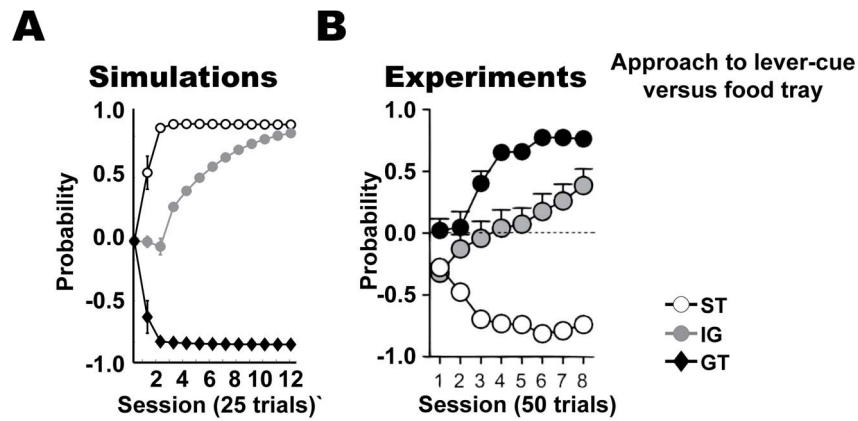 A
B
Simulations
Experiments
Approach to lever-cue
versus food tray
Probability
1.0
0.5
0.0
-0.5
-1.0
2 4 6 8 10 12
Session (25 trials)`
Probability
1.0
0.5
0.0
-0.5
-1.0
1 2 3 4 5 6 7 8
Session (50 trials)
ST
IG
GT